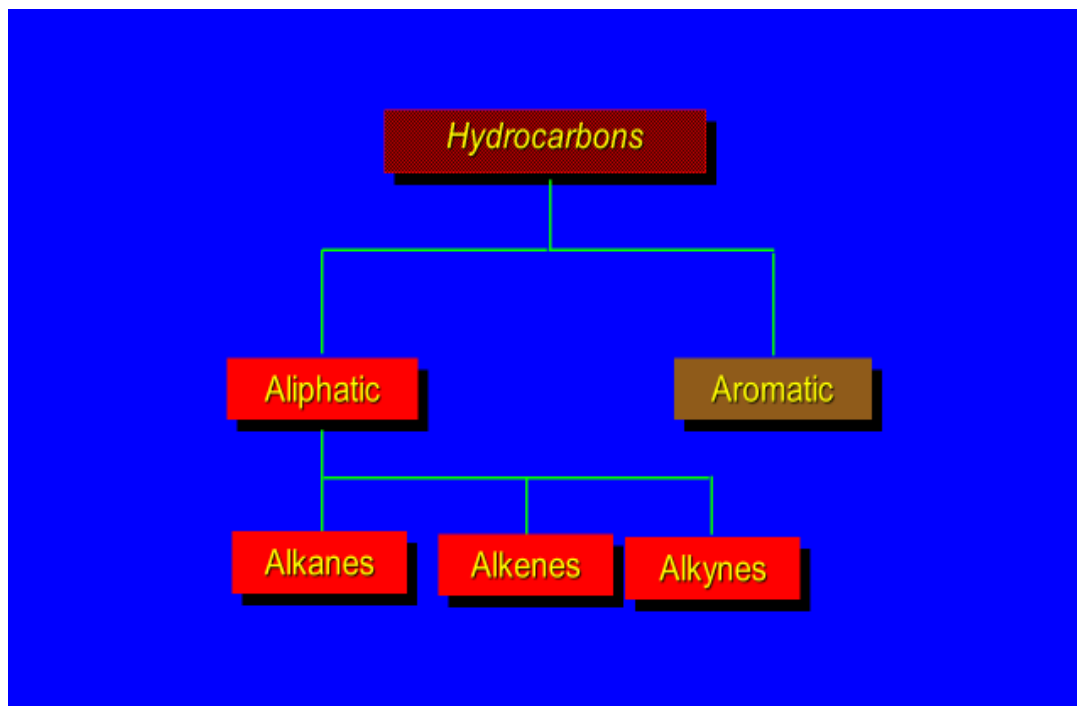 Hydrocarbons
Aliphatic
Aromatic
Alkanes
Alkenes
Alkynes